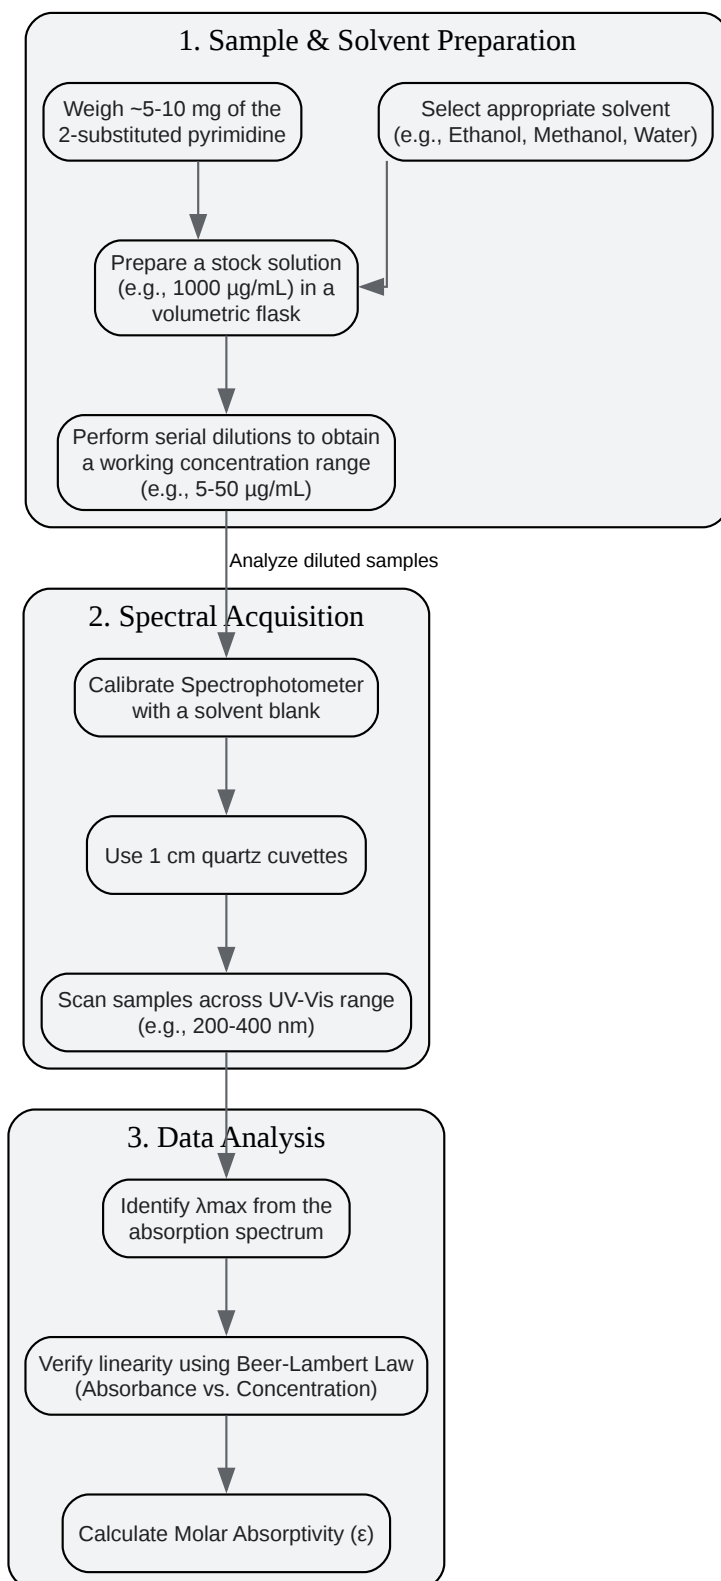 1. Sample & Solvent Preparation
Weigh ~5-10 mg of the
2-substituted pyrimidine
Select appropriate solvent
(e.g., Ethanol, Methanol, Water)
Prepare a stock solution
(e.g., 1000 µg/mL) in a
volumetric flask
Perform serial dilutions to obtain
a working concentration range
(e.g., 5-50 µg/mL)
Analyze diluted samples
2. Spectral Acquisition
Calibrate Spectrophotometer
with a solvent blank
Use 1 cm quartz cuvettes
Scan samples across UV-Vis range
(e.g., 200-400 nm)
3. Data Analysis
Identify λmax from the
absorption spectrum
Verify linearity using Beer-Lambert Law
(Absorbance vs. Concentration)
Calculate Molar Absorptivity (ε)